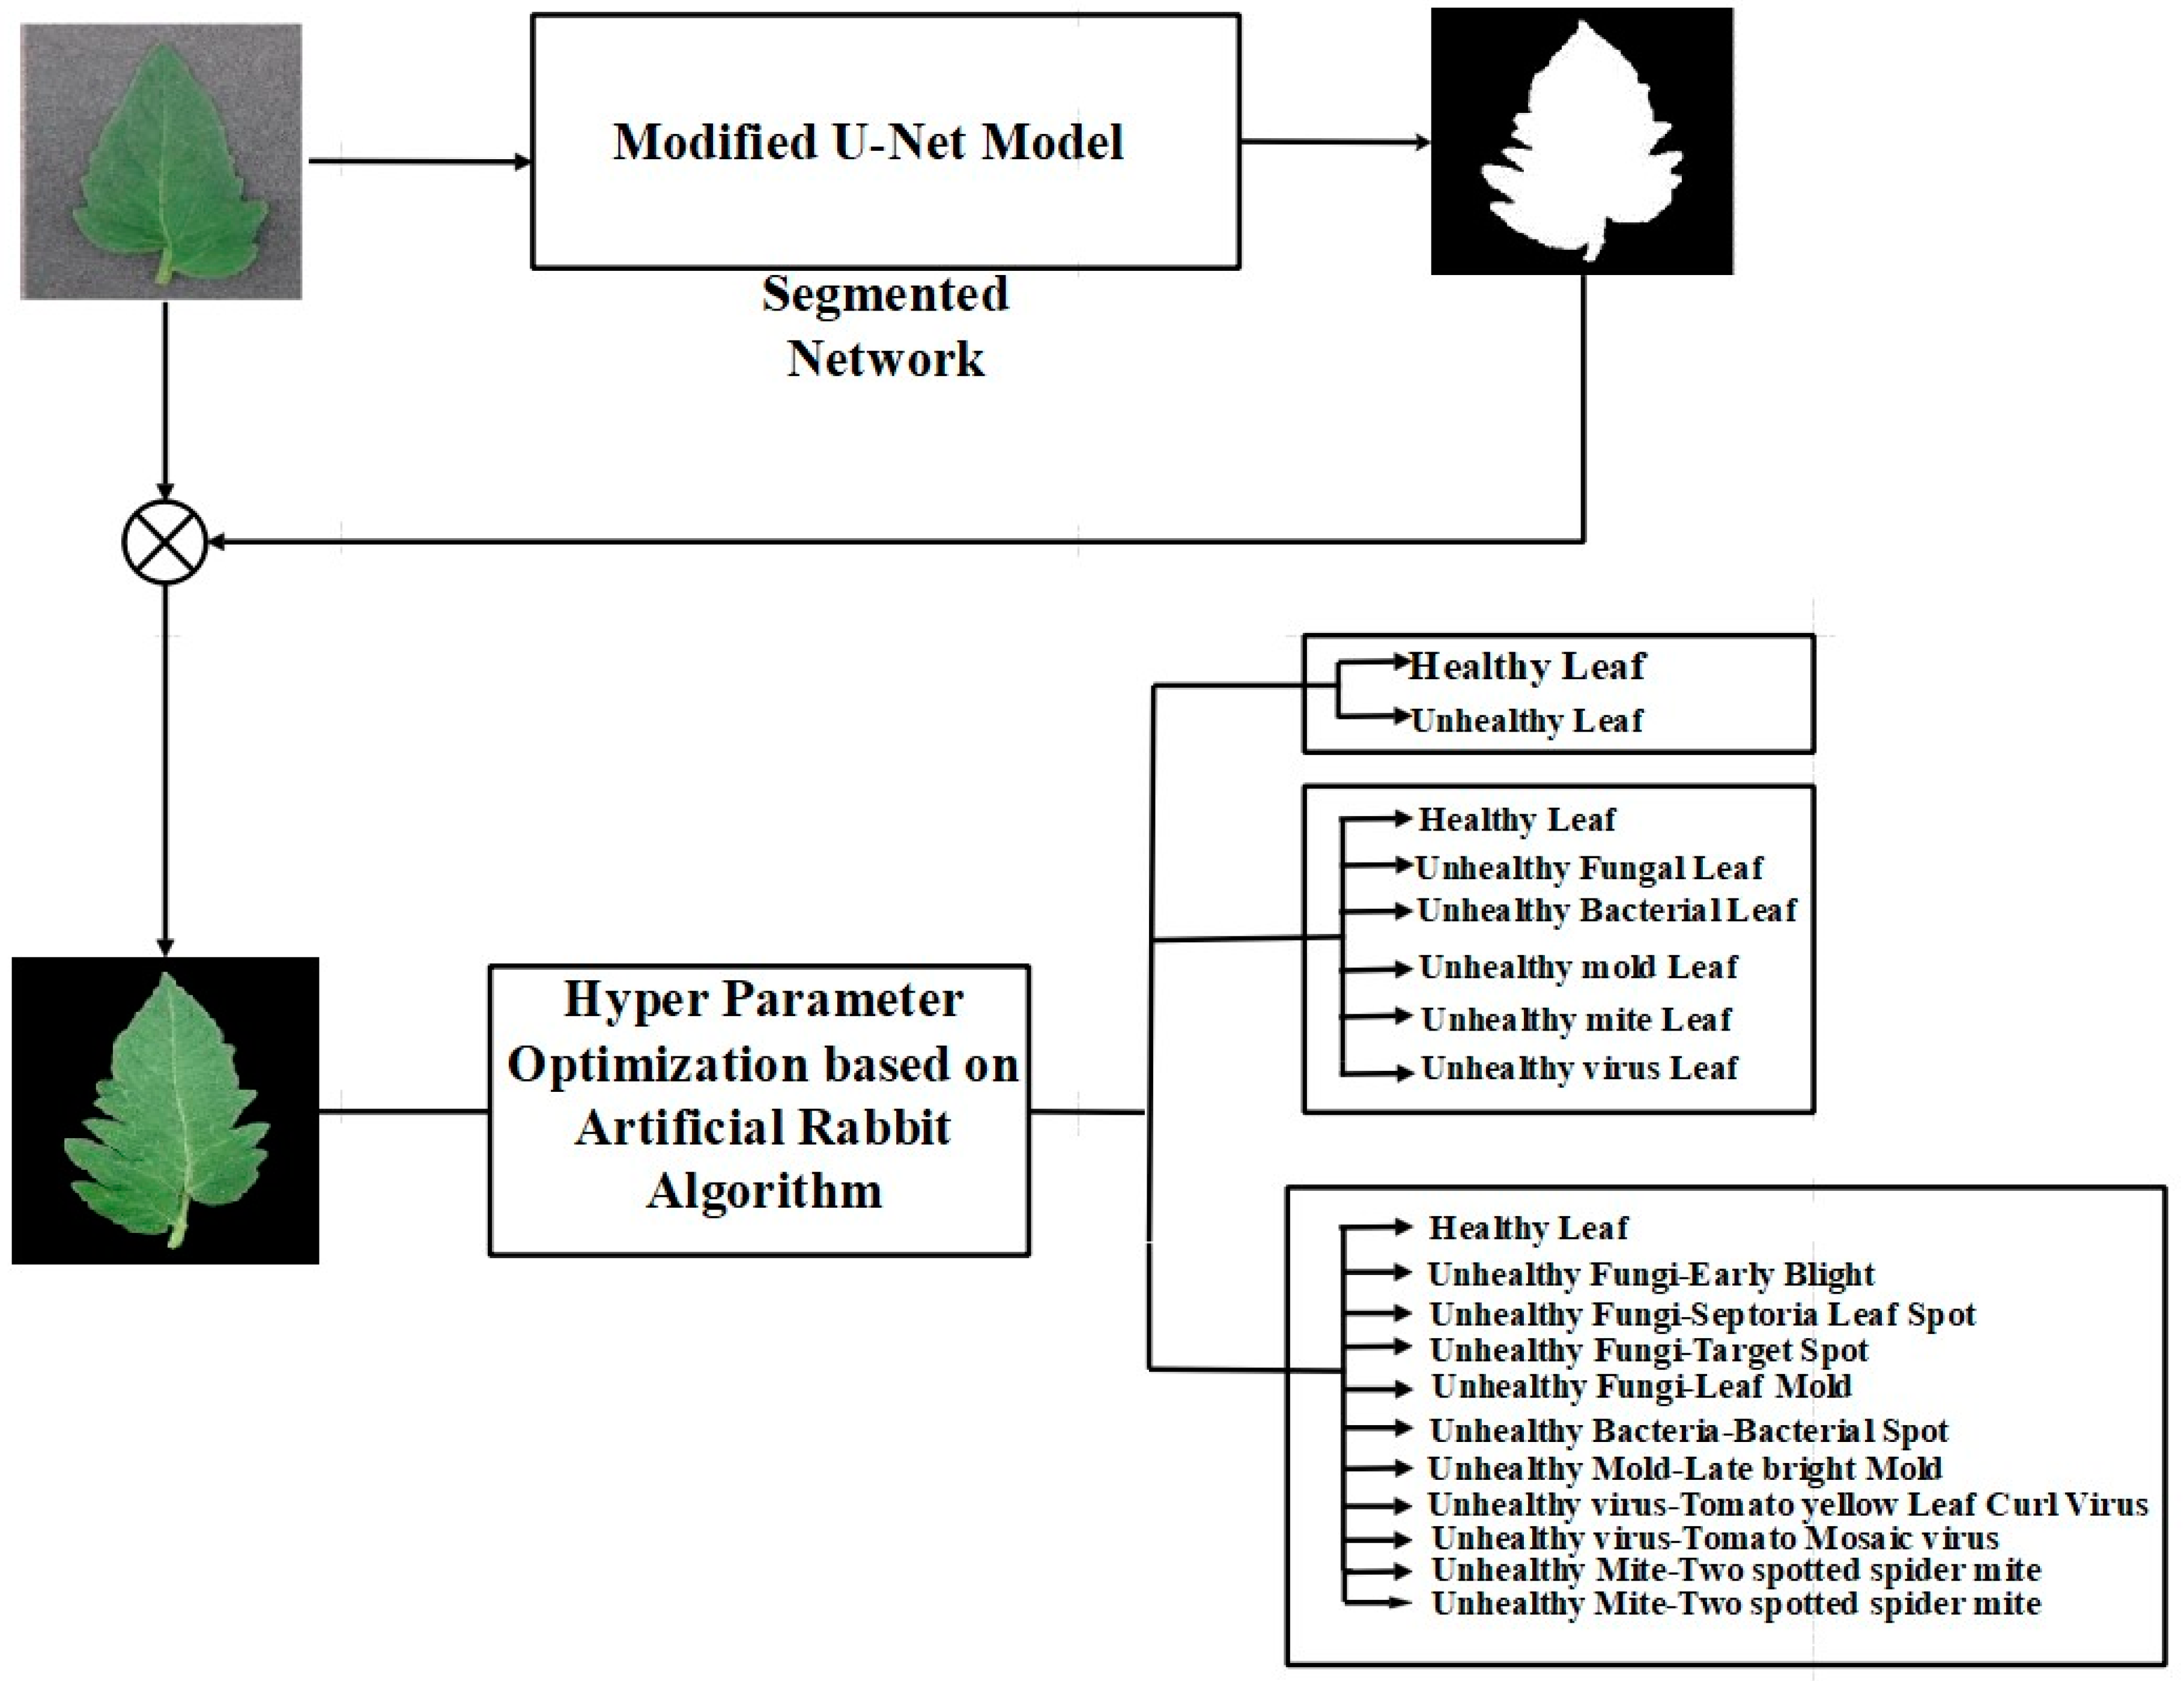 Modified U-Net Model
Segmented
Network
Healthy Leaf
Unhealthy Leaf
Healthy Leaf
Unhealthy Fungal Leaf
Unhealthy Bacterial Leaf
Unhealthy mold Leaf
Unhealthy mite Leaf
Unhealthy virus Leaf
Hyper Parameter
Optimization based on
Artificial Rabbit
Algorithm
Healthy Leaf
Unhealthy Fungi-Early Blight
Unhealthy Fungi-Septoria Leaf Spot
Unhealthy Fungi-Target Spot
Unhealthy Fungi-Leaf Mold
Unhealthy Bacteria-Bacterial Spot
Unhealthy Mold-Late bright Mold
Unhealthy virus-Tomato yellow Leaf Curl Virus
Unhealthy virus-Tomato Mosaic virus
Unhealthy Mite-Two spotted spider mite
Unhealthy Mite-Two spotted spider mite